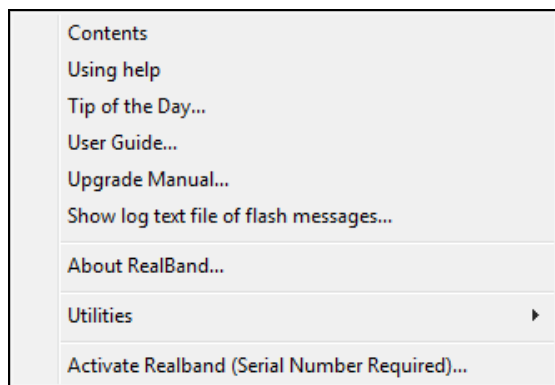 Contents
Using help
Tip of the Day...
User Guide...
Upgrade Manual...
Show log text file of flash messages...
About RealBand...
Utilities
Activate Realband (Serial Number Required)...